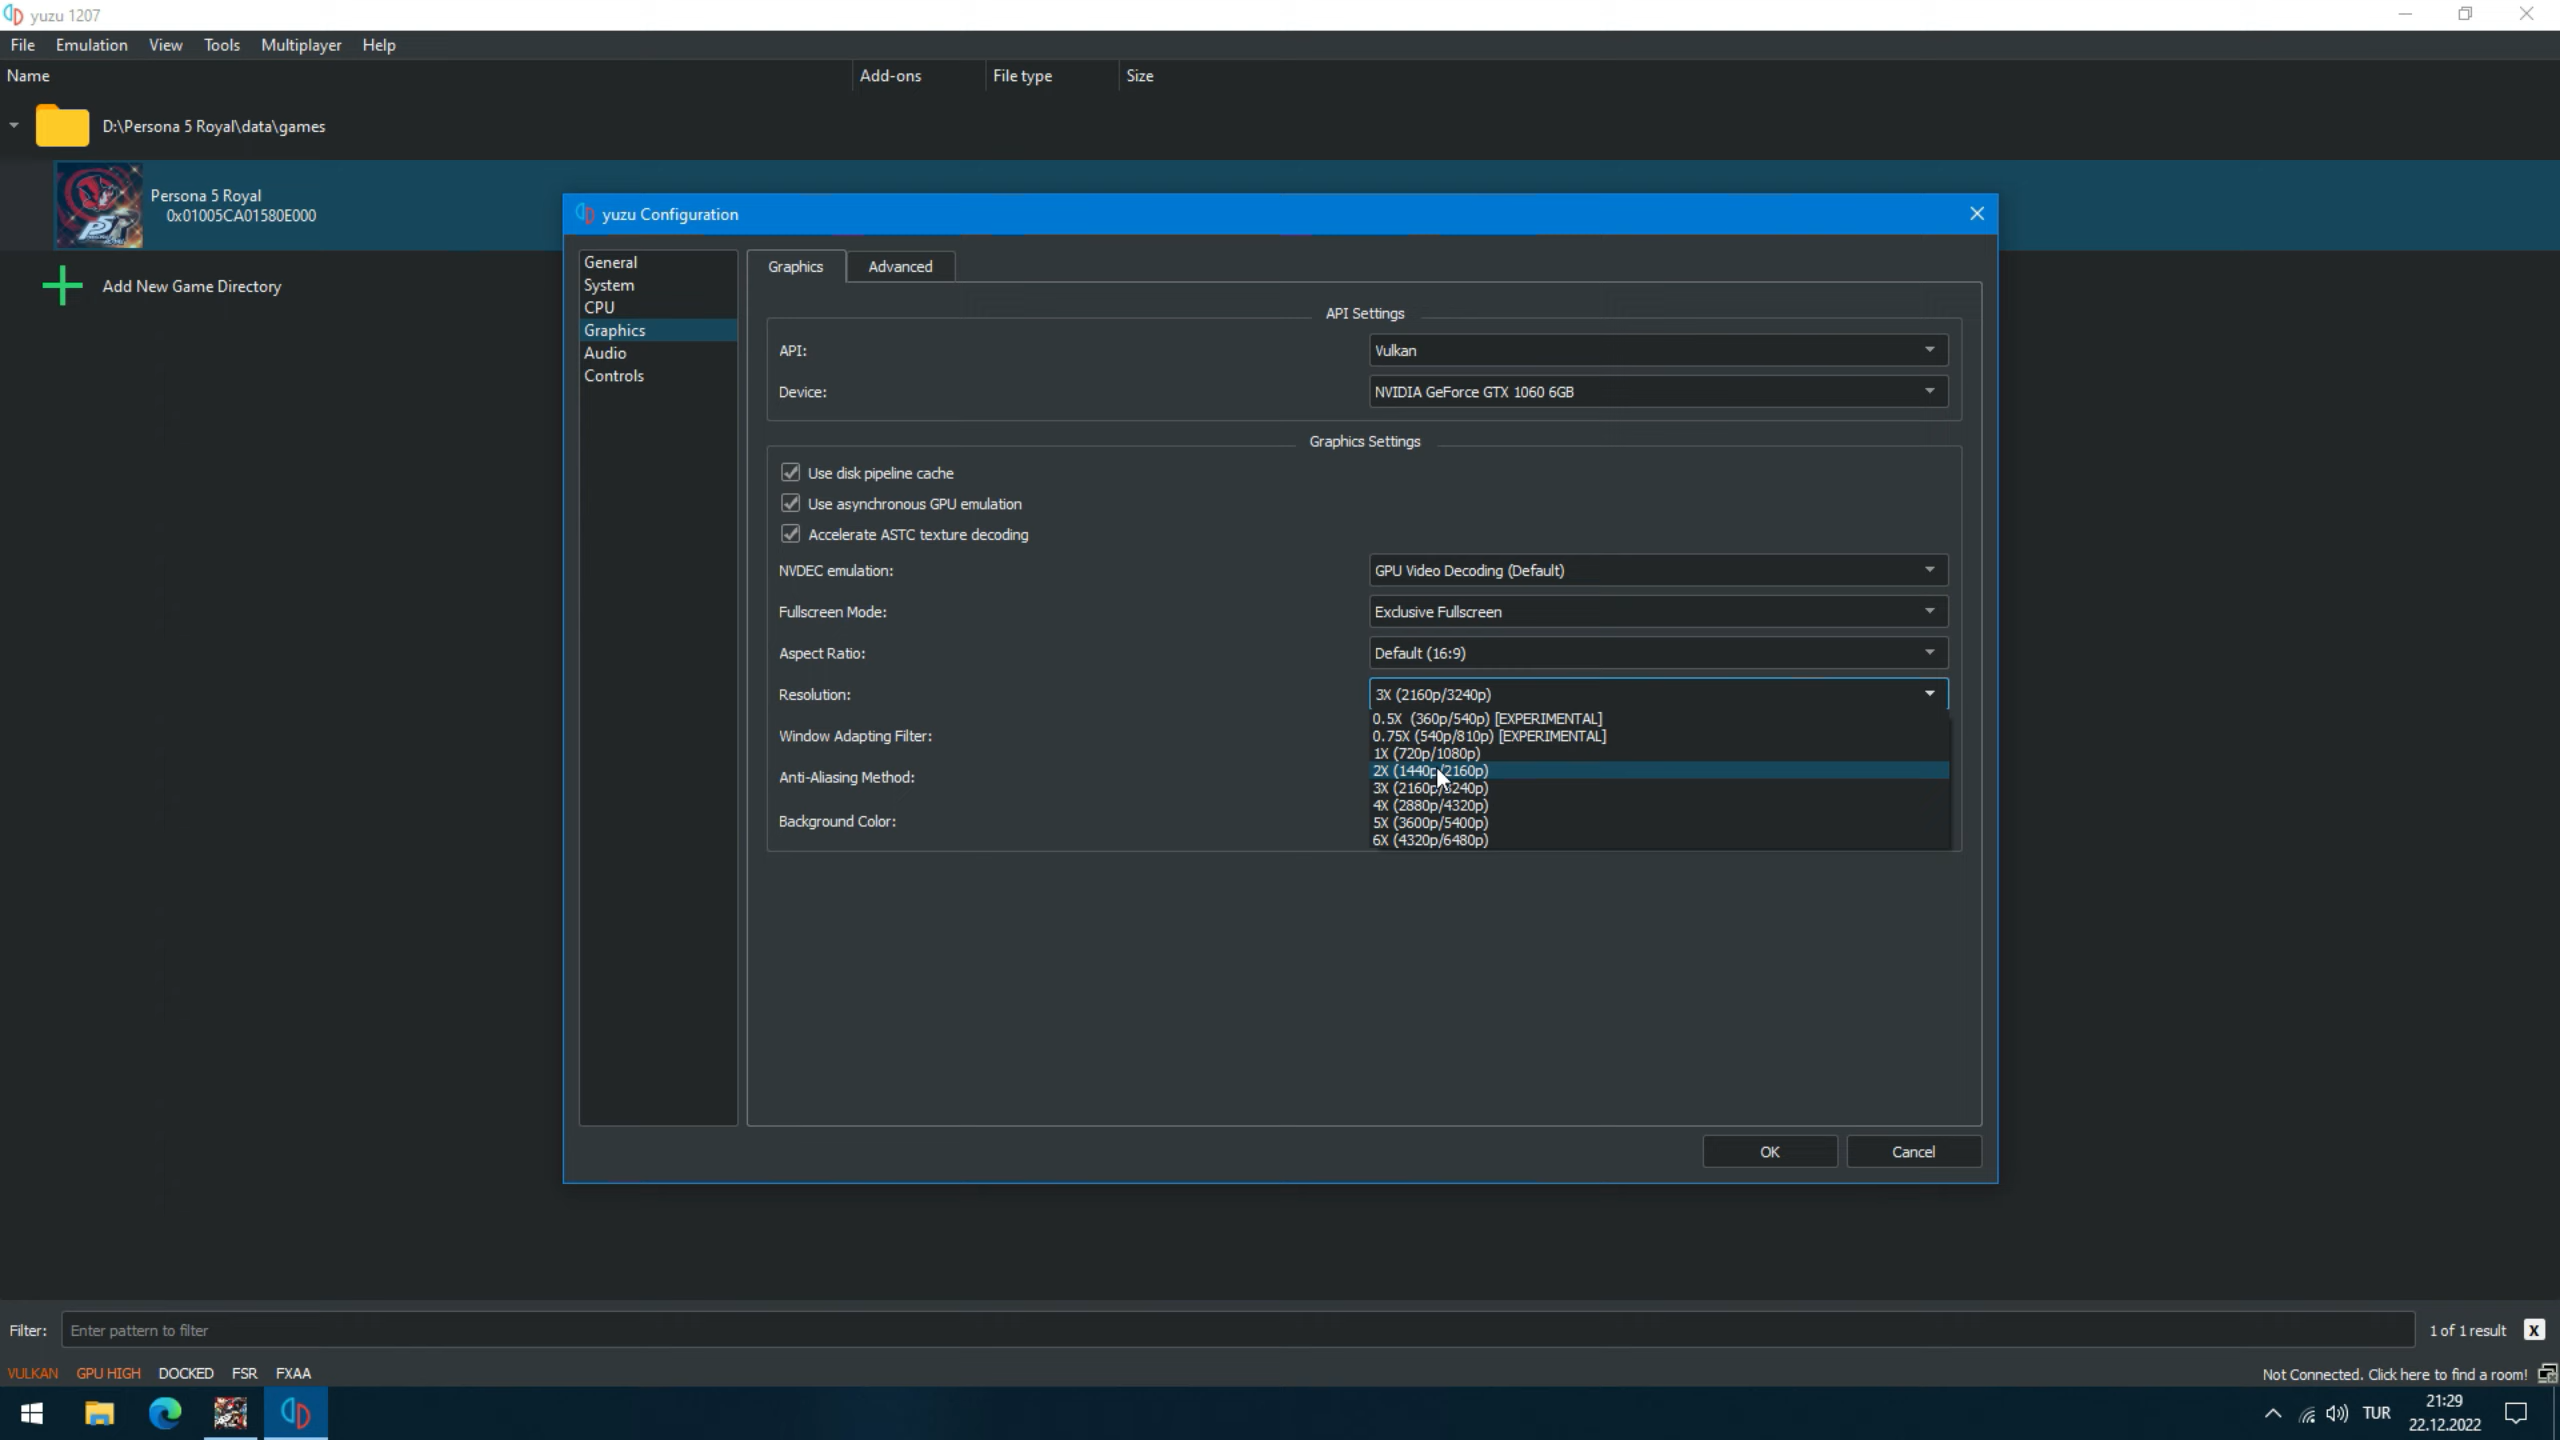 yuzu 1207
File Emulation View Tools Multiplayer Help
Name Add-ons File type Size
D:\Persona 5 Royal\data\games
Persona 5 Royal
0x01005CA01580E000
Add New Game Directory
yuzu Configuration
General
System
CPU
Graphics
Audio
Controls
Graphics Advanced
API Settings
API: Vulkan
Device: NVIDIA GeForce GTX 1060 6GB
Graphics Settings
Use disk pipeline cache
Use asynchronous GPU emulation
Accelerate ASTC texture decoding
NVDEC emulation: GPU Video Decoding (Default)
Fullscreen Mode: Exclusive Fullscreen
Aspect Ratio: Default (16:9)
Resolution: 3X (2160p/3240p)
0.5X (360p/540p) [EXPERIMENTAL]
Window Adapting Filter: 0.75X (540p/810p) [EXPERIMENTAL]
1X (720p/1080p)
Anti-Aliasing Method: 2X (1440p/2160p)
3X (2160p/3240p)
4X (2880p/4320p)
Background Color: 5X (3600p/5400p)
6X (4320p/6480p)
OK Cancel
Filter: Enter pattern to filter 1 of 1 result X
VULKAN GPU HIGH DOCKED FSR FXAA Not Connected. Click here to find a room!
TUR 21:29
22.12.2022